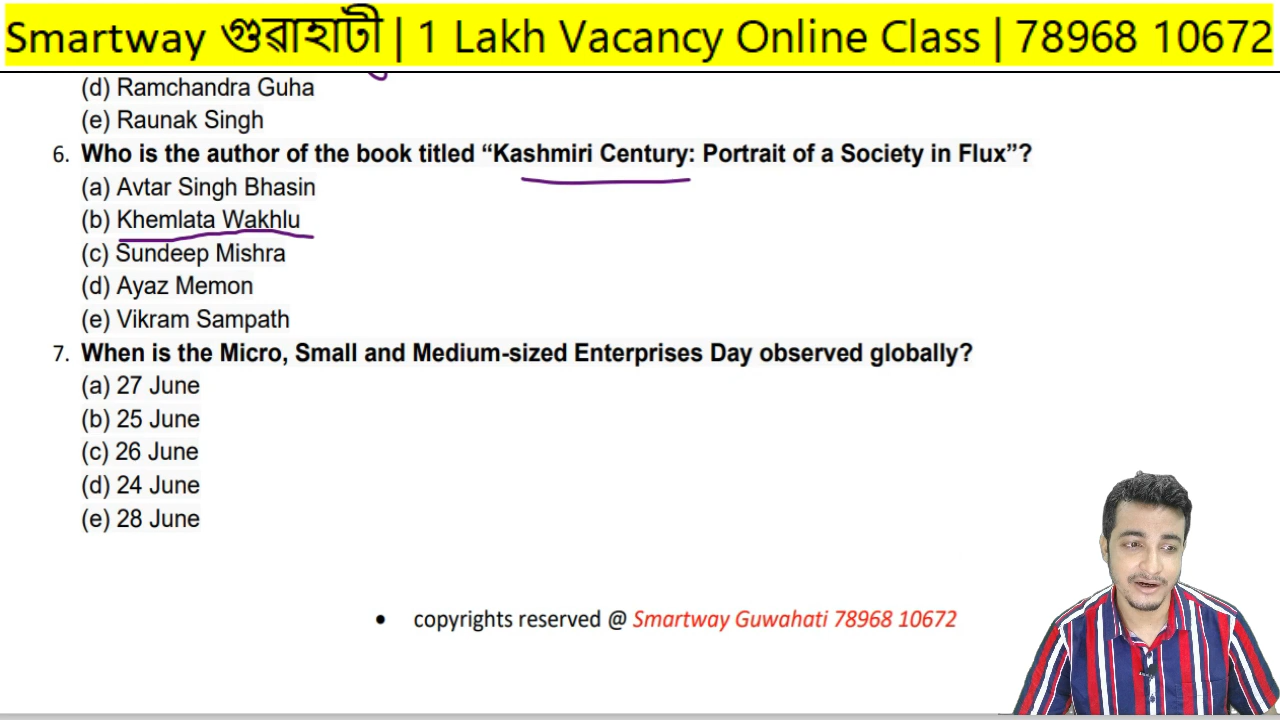 Smartway গুৱাহাটী | 1 Lakh Vacancy Online Class | 78968 10672
(d) Ramchandra Guha
(e) Raunak Singh
6. Who is the author of the book titled “Kashmiri Century: Portrait of a Society in Flux”?
(a) Avtar Singh Bhasin
(b) Khemlata Wakhlu
(c) Sundeep Mishra
(d) Ayaz Memon
(e) Vikram Sampath
7. When is the Micro, Small and Medium-sized Enterprises Day observed globally?
(a) 27 June
(b) 25 June
(c) 26 June
(d) 24 June
(e) 28 June
• copyrights reserved @ Smartway Guwahati 78968 10672